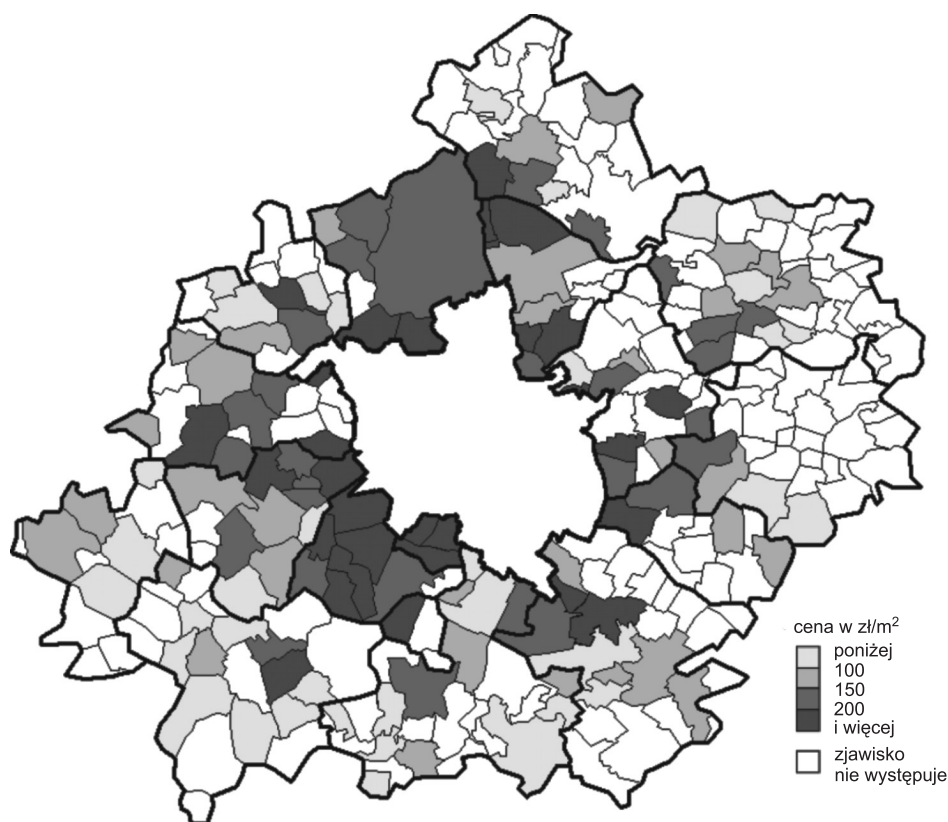 cena w zł/m²
poniżej
100
150
200
i więcej
zjawisko
nie występuje